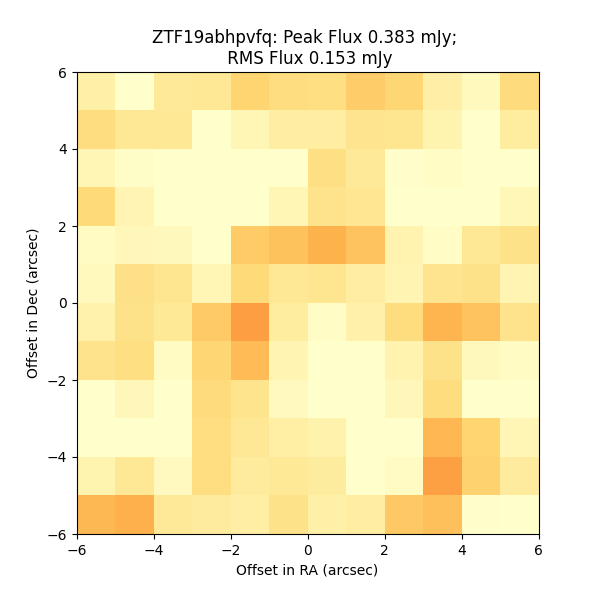 ZTF19abhpvfq: Peak Flux 0.383 mJy;
RMS Flux 0.153 mJy
6
4
2
0
−2
−4
−6
Offset in Dec (arcsec)
−6 −4 −2 0 2 4 6
Offset in RA (arcsec)